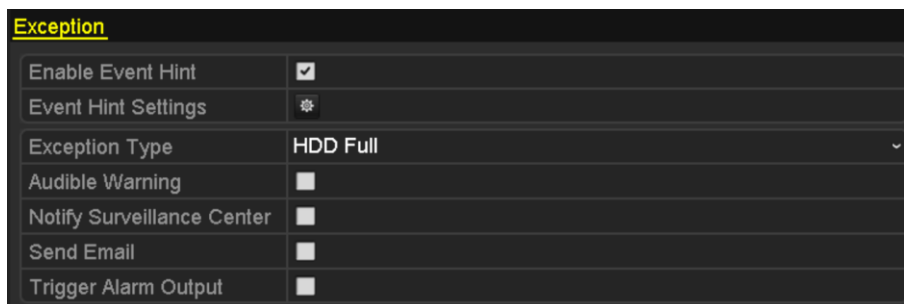 Exception
Enable Event Hint
Event Hint Settings
Exception Type HDD Full
Audible Warning
Notify Surveillance Center
Send Email
Trigger Alarm Output